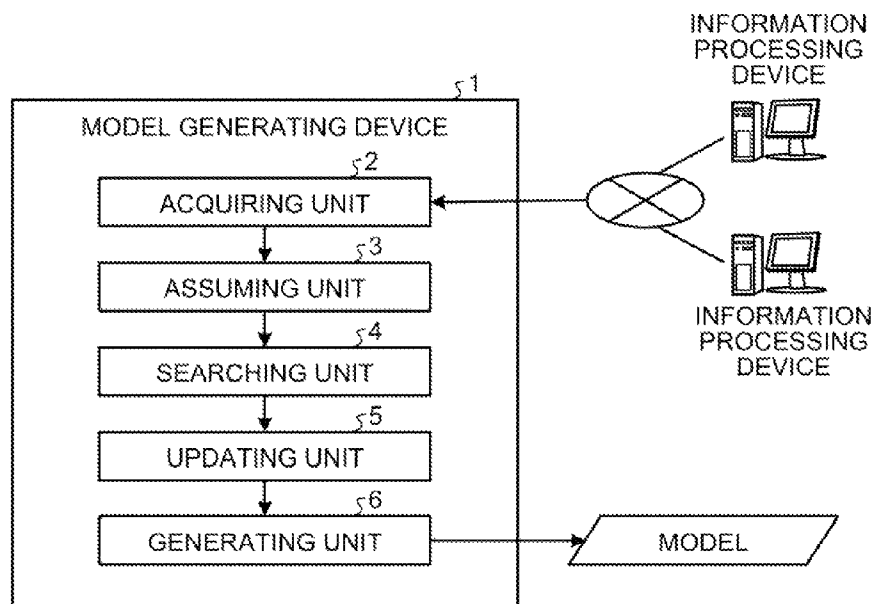 INFORMATION
PROCESSING
DEVICE
1
MODEL GENERATING DEVICE
2
ACQUIRING UNIT
3
ASSUMING UNIT
4
SEARCHING UNIT
5
UPDATING UNIT
6
GENERATING UNIT
INFORMATION
PROCESSING
DEVICE
MODEL